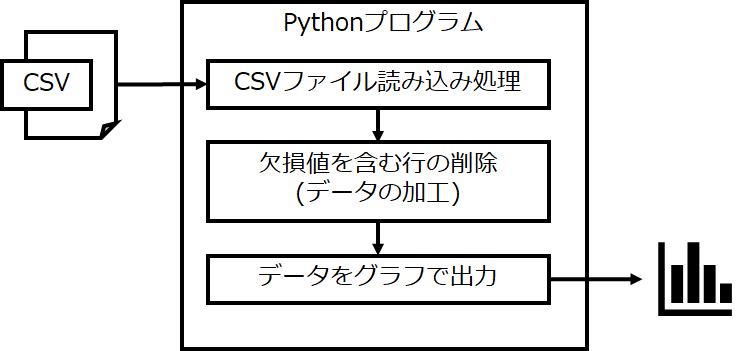 Pythonプログラム
CSV
CSVファイル読み込み処理
欠損値を含む行の削除
(データの加工)
データをグラフで出力